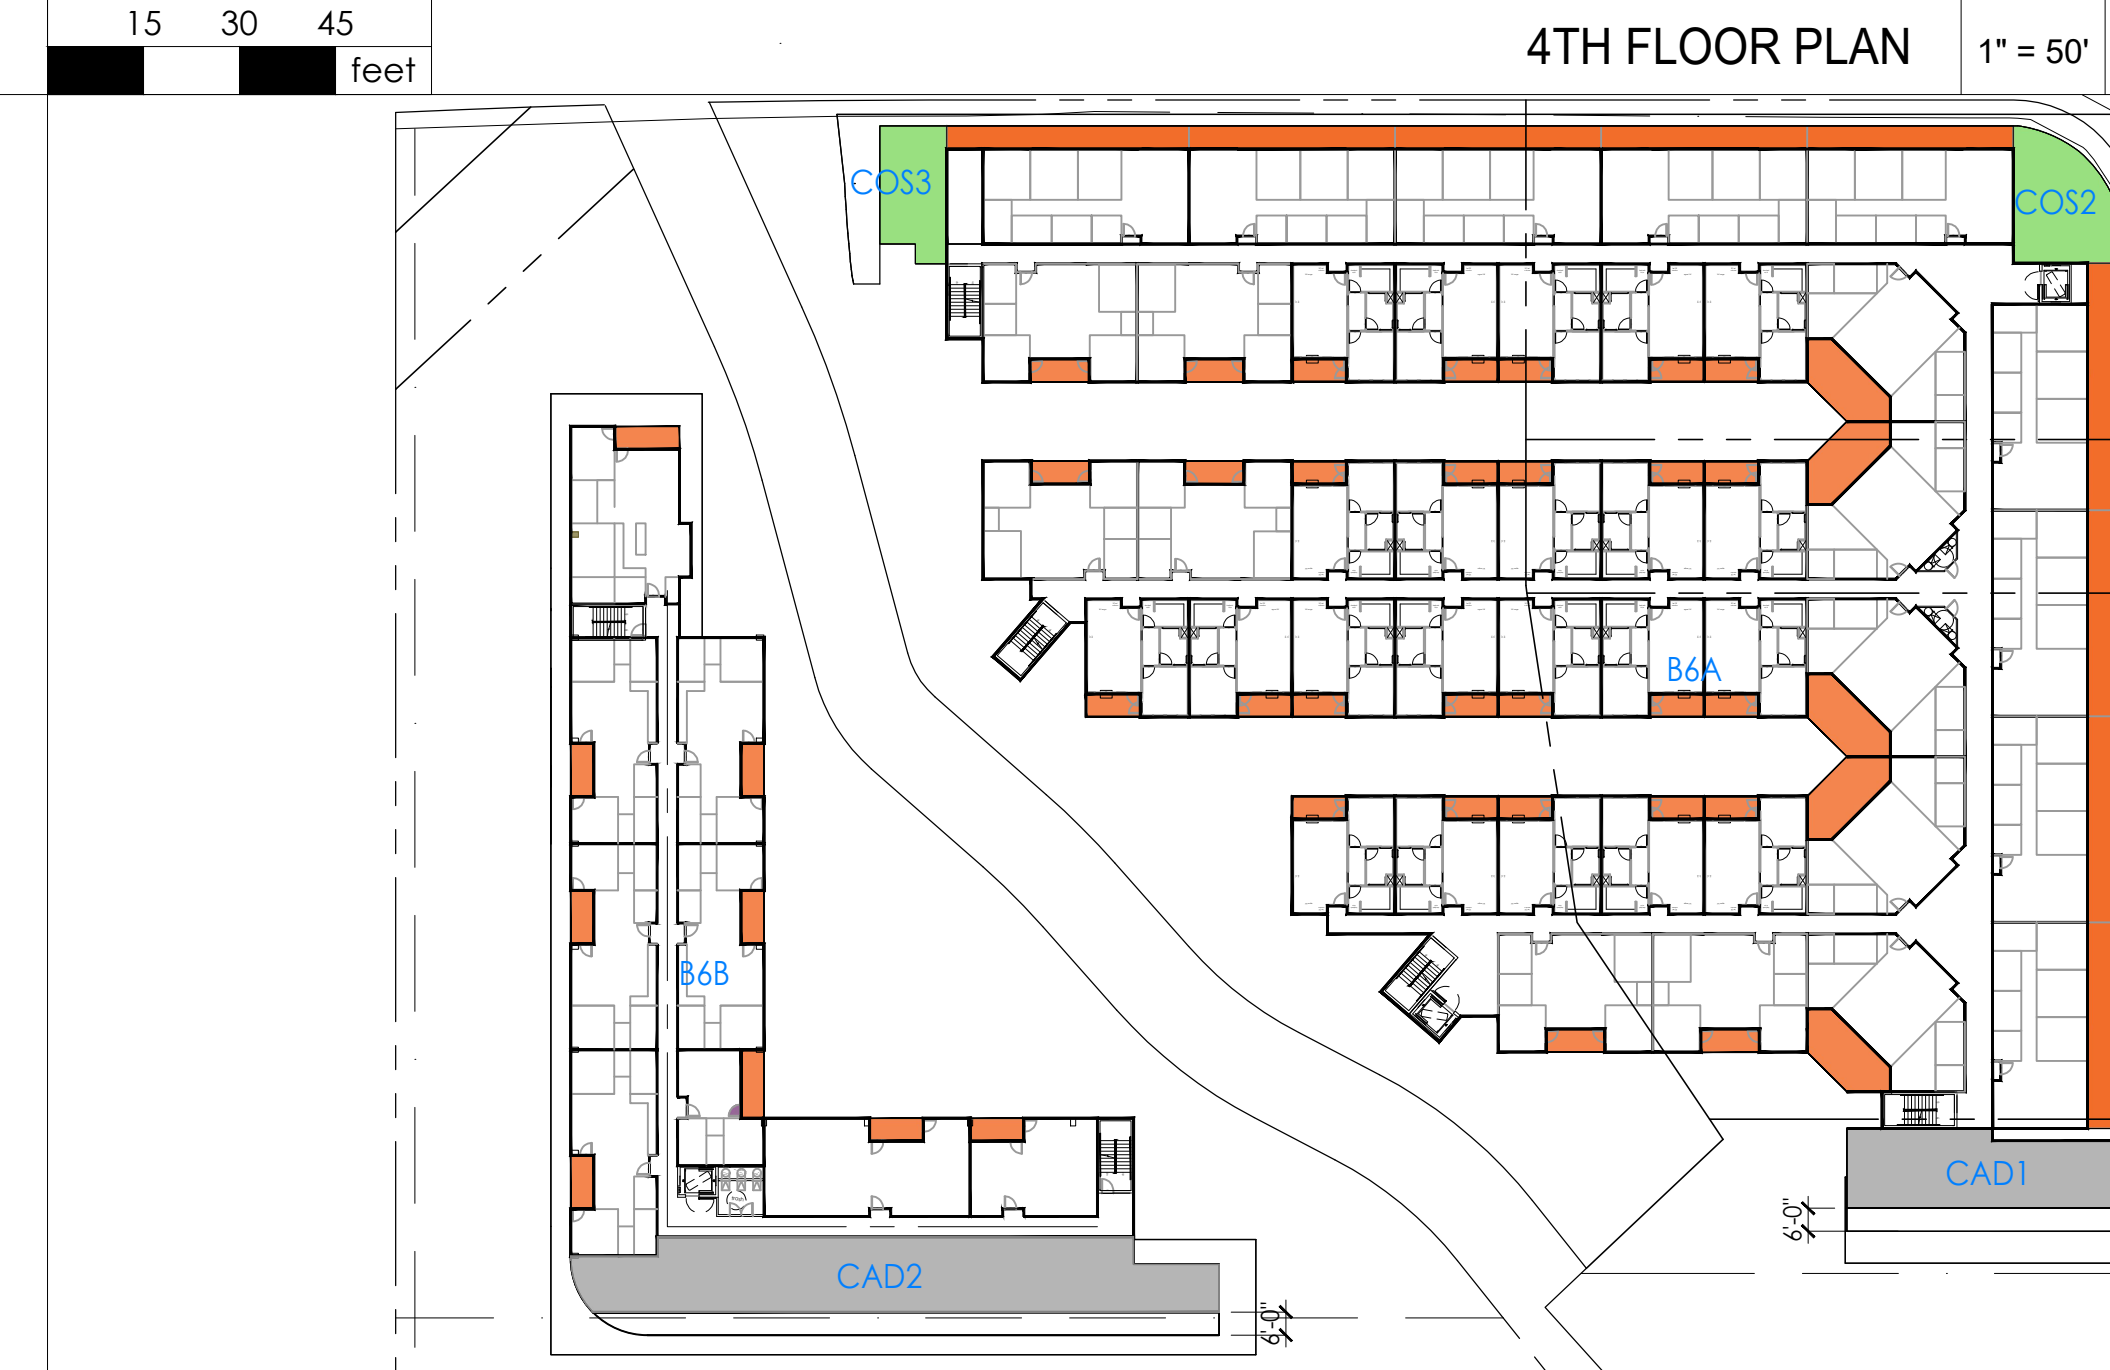 15 30 45
feet
4TH FLOOR PLAN
1" = 50'
COS3
COS2
B6A
B6B
trash
CAD1
6'-0"
CAD2
6'-0"